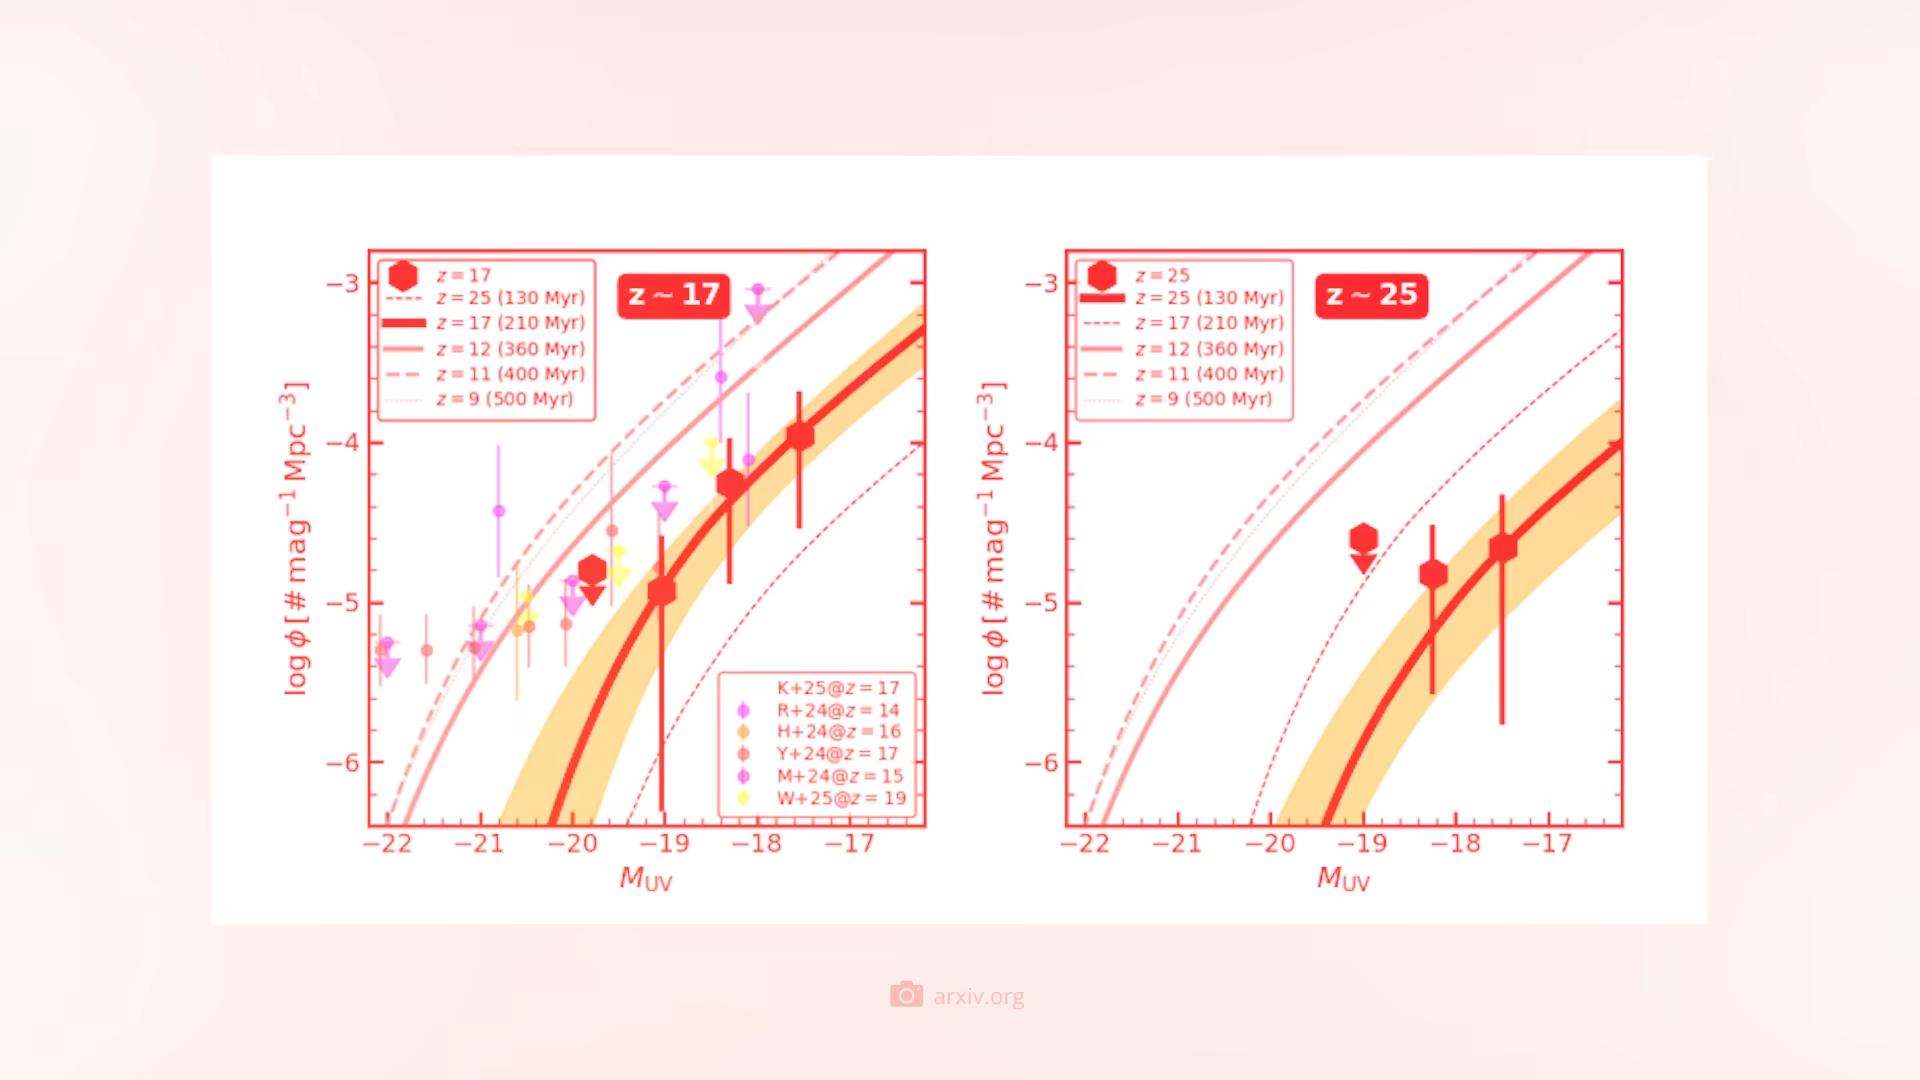 z = 17
z = 25 (130 Myr)
z = 17 (210 Myr)
z = 12 (360 Myr)
z = 11 (400 Myr)
z = 9 (500 Myr)
z ~ 17
−3
−4
−5
−6
log ϕ [# mag⁻¹ Mpc⁻³]
K+25@z = 17
R+24@z = 14
H+24@z = 16
Y+24@z = 17
M+24@z = 15
W+25@z = 19
−22 −21 −20 −19 −18 −17
M_UV
z = 25
z = 25 (130 Myr)
z = 17 (210 Myr)
z = 12 (360 Myr)
z = 11 (400 Myr)
z = 9 (500 Myr)
z ~ 25
−3
−4
−5
−6
log ϕ [# mag⁻¹ Mpc⁻³]
−22 −21 −20 −19 −18 −17
M_UV
arxiv.org